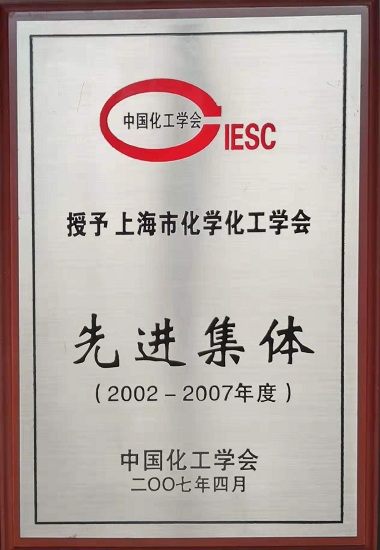 中国化工学会
CIESC
授予 上海市化学化工学会
先进集体
（2002－2007年度）
中国化工学会
二〇〇七年四月